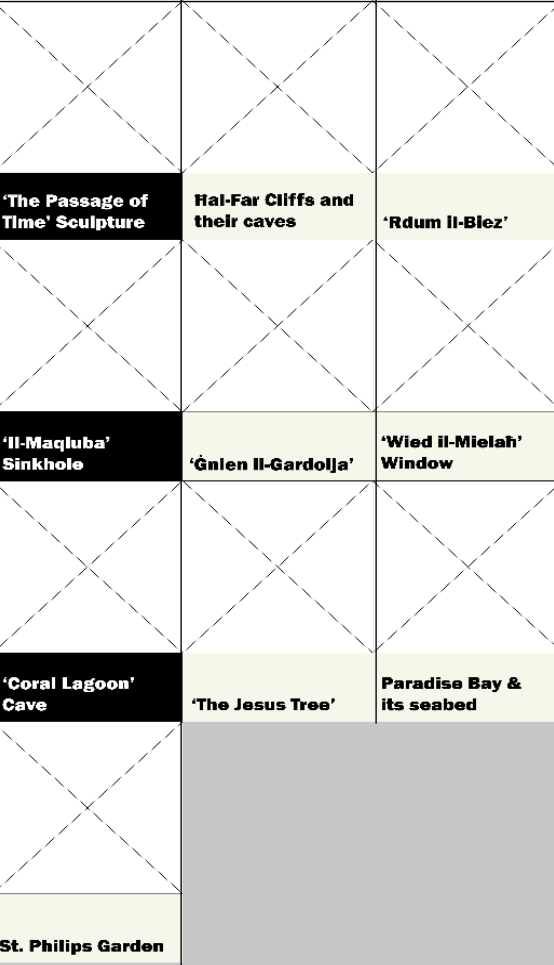 ‘The Passage of
Time’ Sculpture
Ħal-Far Cliffs and
their caves
‘Rdum il-Biez’
‘Il-Maqluba’
Sinkhole
‘Ġnien Il-Gardolja’
‘Wied il-Mielaħ’
Window
‘Coral Lagoon’
Cave
‘The Jesus Tree’
Paradise Bay &
its seabed
St. Philips Garden